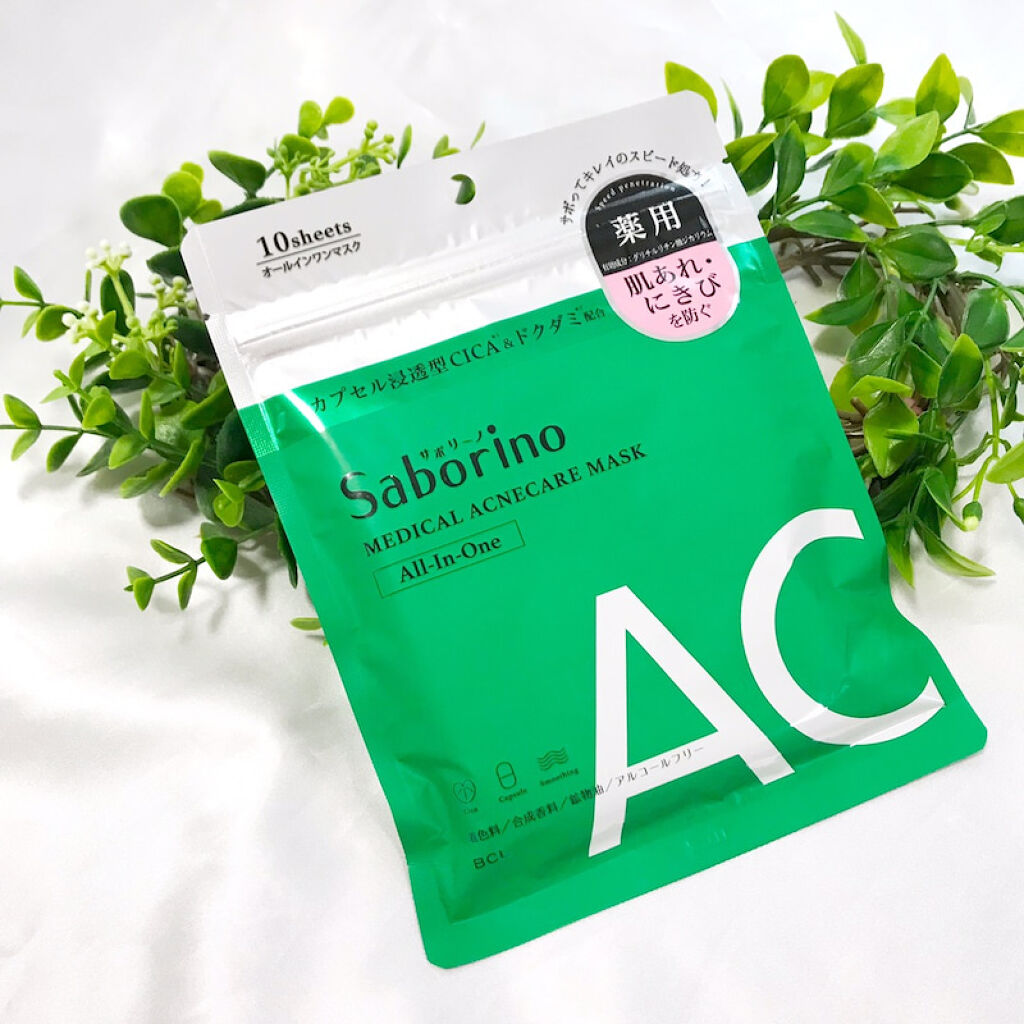 10sheets
オールインワンマスク
サボってキレイのスピード処方!
speed penetration
薬用
有効成分:グリチルリチン酸ジカリウム
肌あれ・
にきび
を防ぐ
カプセル浸透型CICA&ドクダミ配合
サボリーノ
Saborino
MEDICAL ACNECARE MASK
All-In-One
AC
Cica
Capsule
Smoothing
着色料/合成香料/鉱物油/アルコールフリー
BCL